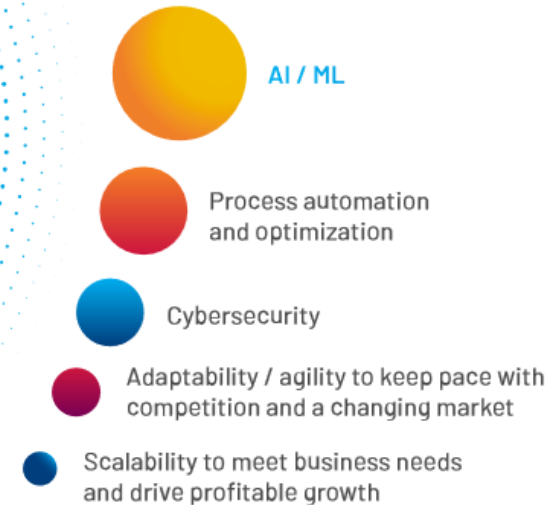 AI / ML
Process automation
and optimization
Cybersecurity
Adaptability / agility to keep pace with
competition and a changing market
Scalability to meet business needs
and drive profitable growth